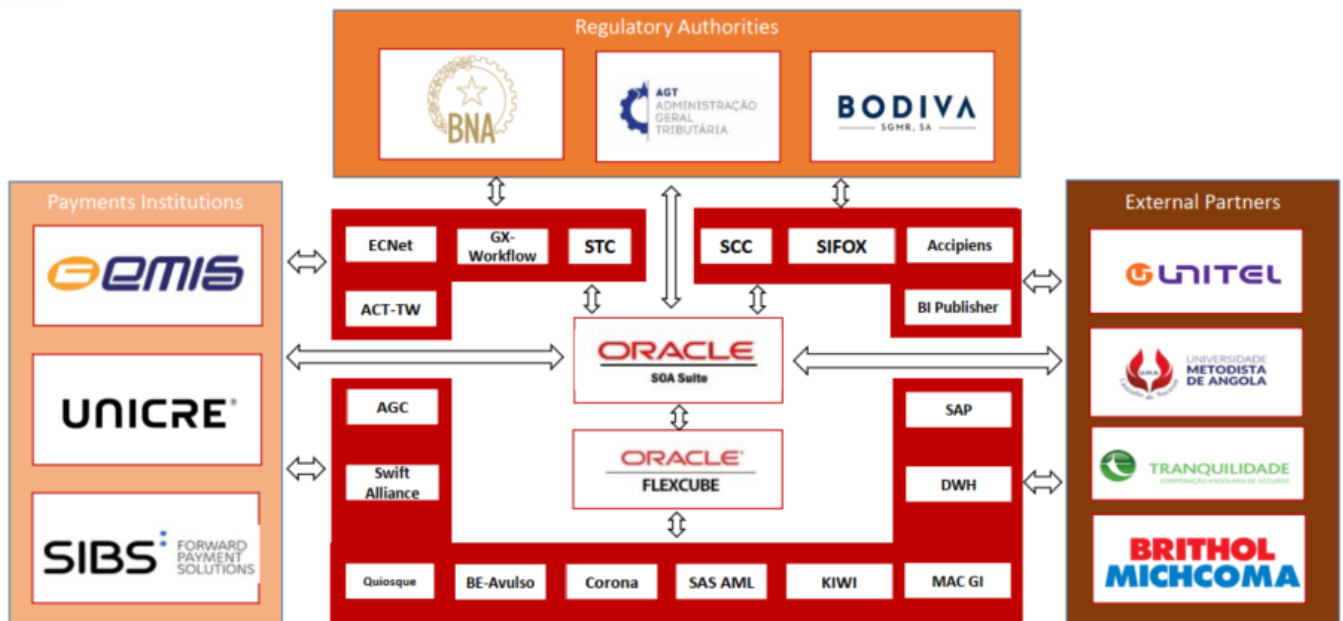 Regulatory Authorities
BNA
AGT
ADMINISTRAÇÃO
GERAL
TRIBUTÁRIA
BODIVA
SGMR, SA
Payments Institutions
emis
UNICRE®
SIBS
FORWARD
PAYMENT
SOLUTIONS
ECNet
GX-
Workflow
STC
ACT-TW
SCC
SIFOX
Accipiens
BI Publisher
ORACLE
SOA Suite
ORACLE®
FLEXCUBE
AGC
Swift
Alliance
SAP
DWH
Quiosque
BE-Avulso
Corona
SAS AML
KIWI
MAC GI
External Partners
UNITEL
U.M.A.
UNIVERSIDADE
METODISTA
DE ANGOLA
TRANQUILIDADE
CORPORAÇÃO ANGOLANA DE SEGUROS
BRITHOL
MICHCOMA